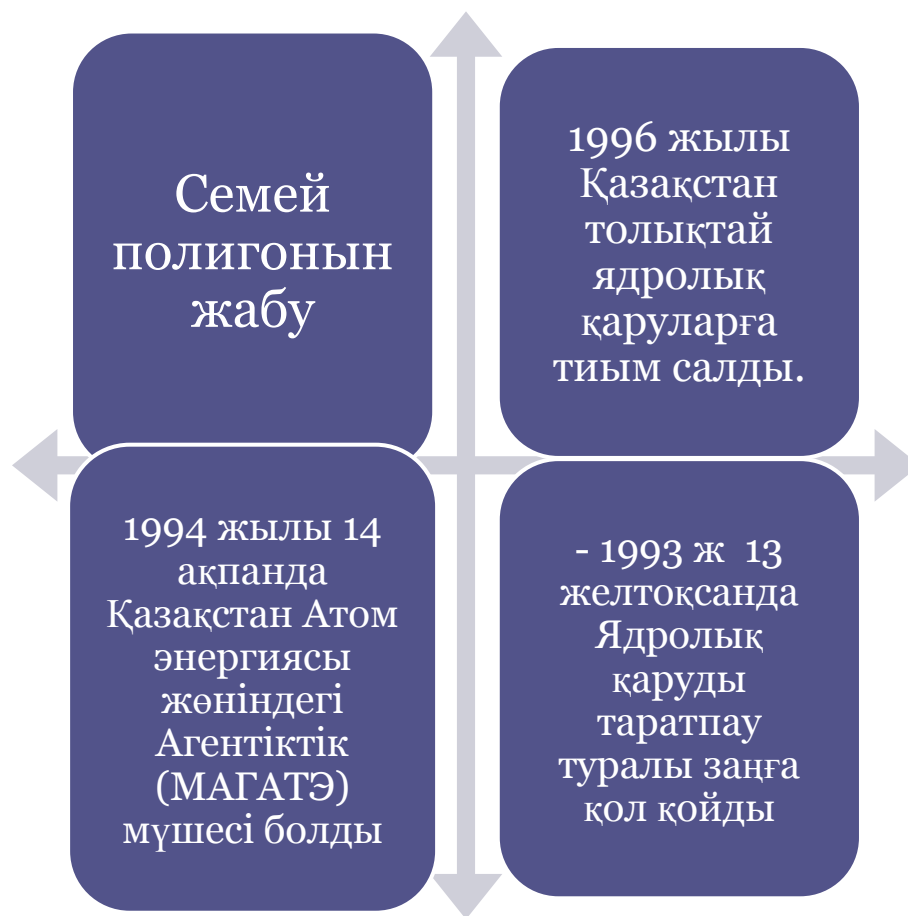 Семей
полигонын
жабу
1996 жылы
Қазақстан
толықтай
ядролық
қаруларға
тиым салды.
1994 жылы 14
ақпанда
Қазақстан Атом
энергиясы
жөніндегі
Агентіктік
(МАГАТЭ)
мүшесі болды
- 1993 ж  13
желтоқсанда
Ядролық
қаруды
таратпау
туралы заңға
қол қойды